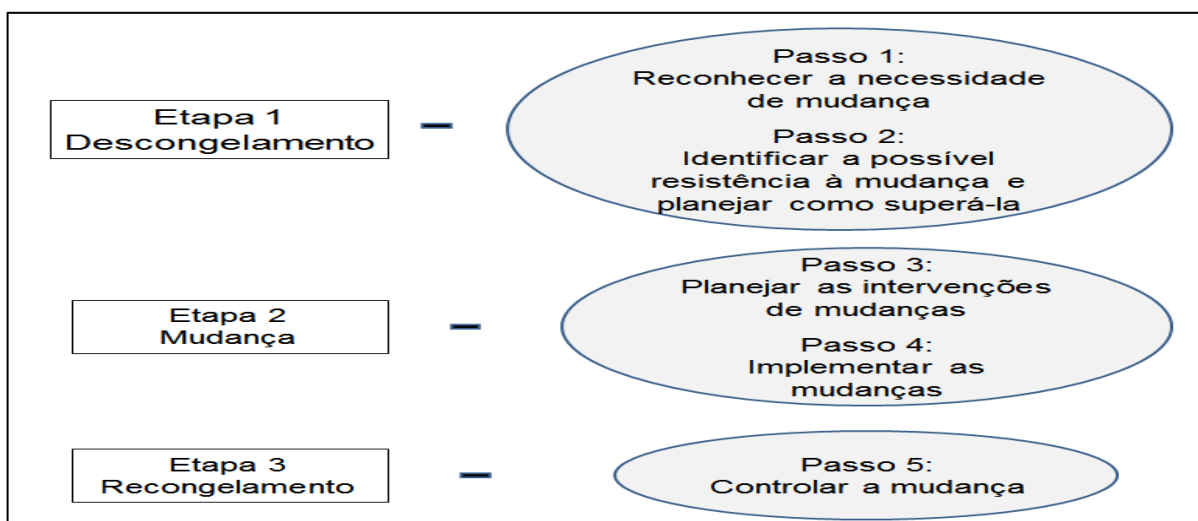 Etapa 1
Descongelamento
Passo 1:
Reconhecer a necessidade
de mudança
Passo 2:
Identificar a possível
resistência à mudança e
planejar como superá-la
Etapa 2
Mudança
Passo 3:
Planejar as intervenções
de mudanças
Passo 4:
Implementar as
mudanças
Etapa 3
Recongelamento
Passo 5:
Controlar a mudança